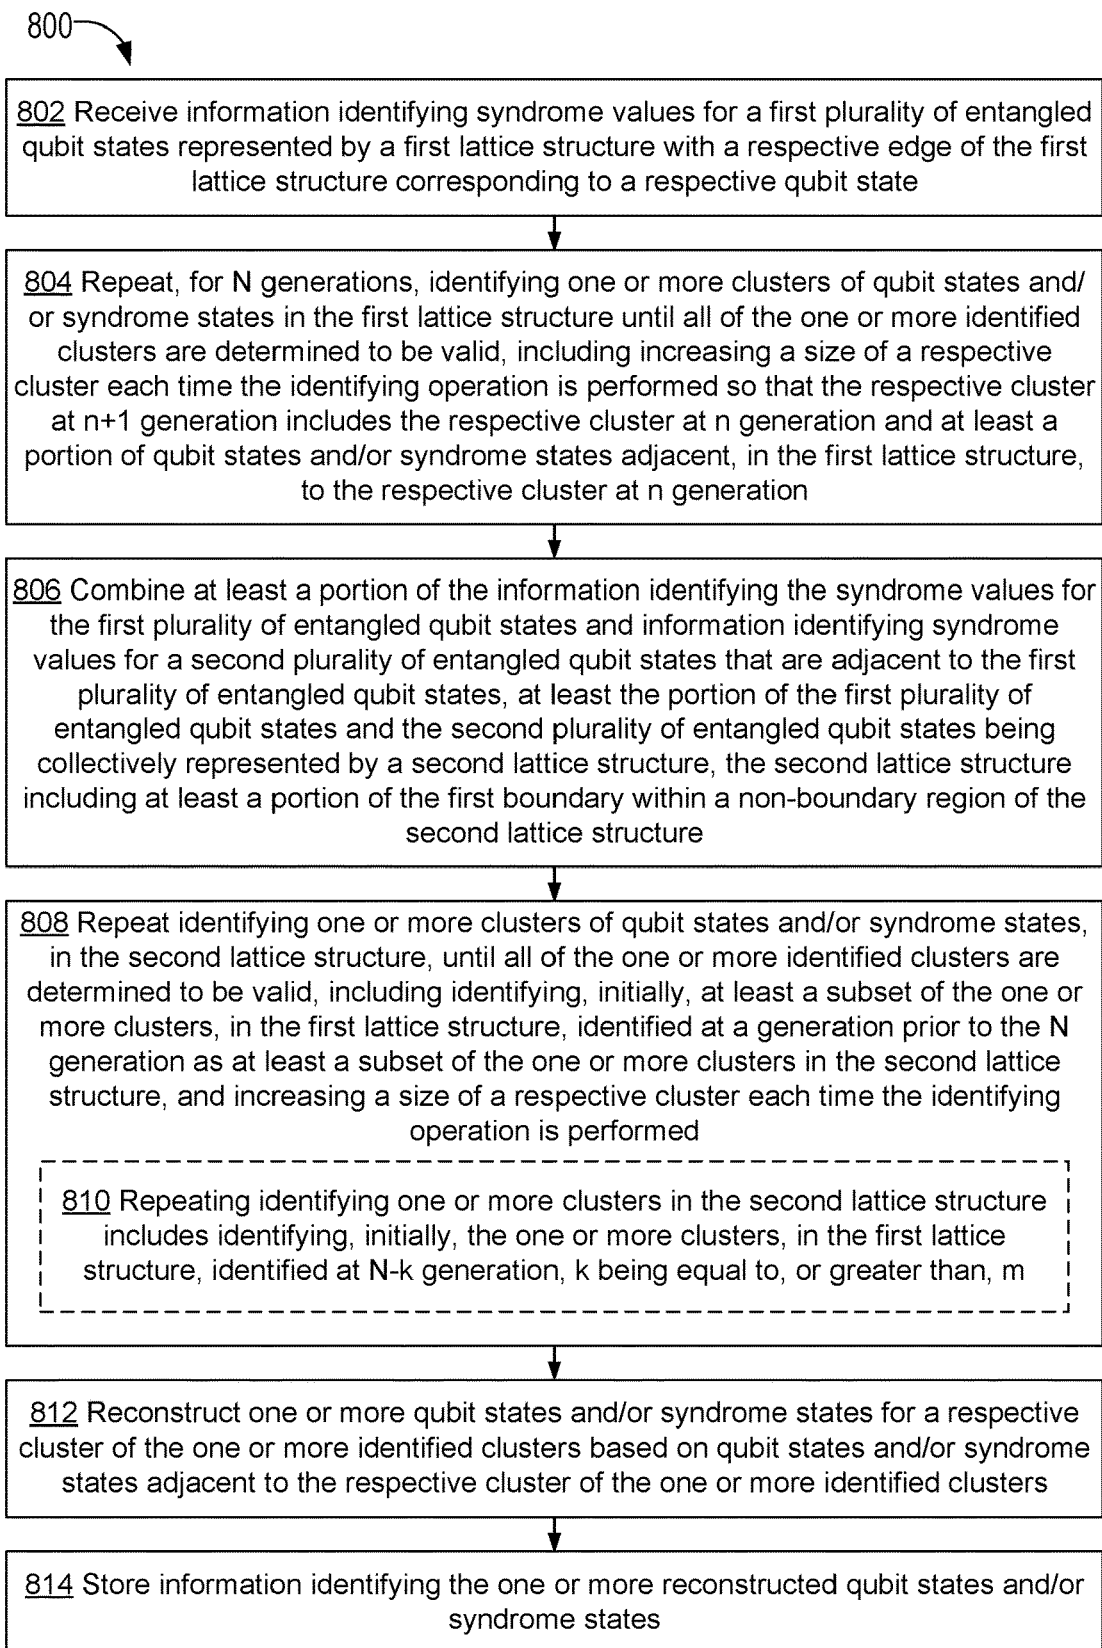 800
802 Receive information identifying syndrome values for a first plurality of entangled
qubit states represented by a first lattice structure with a respective edge of the first
lattice structure corresponding to a respective qubit state
804 Repeat, for N generations, identifying one or more clusters of qubit states and/
or syndrome states in the first lattice structure until all of the one or more identified
clusters are determined to be valid, including increasing a size of a respective
cluster each time the identifying operation is performed so that the respective cluster
at n+1 generation includes the respective cluster at n generation and at least a
portion of qubit states and/or syndrome states adjacent, in the first lattice structure,
to the respective cluster at n generation
806 Combine at least a portion of the information identifying the syndrome values for
the first plurality of entangled qubit states and information identifying syndrome
values for a second plurality of entangled qubit states that are adjacent to the first
plurality of entangled qubit states, at least the portion of the first plurality of
entangled qubit states and the second plurality of entangled qubit states being
collectively represented by a second lattice structure, the second lattice structure
including at least a portion of the first boundary within a non-boundary region of the
second lattice structure
808 Repeat identifying one or more clusters of qubit states and/or syndrome states,
in the second lattice structure, until all of the one or more identified clusters are
determined to be valid, including identifying, initially, at least a subset of the one or
more clusters, in the first lattice structure, identified at a generation prior to the N
generation as at least a subset of the one or more clusters in the second lattice
structure, and increasing a size of a respective cluster each time the identifying
operation is performed
810 Repeating identifying one or more clusters in the second lattice structure
includes identifying, initially, the one or more clusters, in the first lattice
structure, identified at N-k generation, k being equal to, or greater than, m
812 Reconstruct one or more qubit states and/or syndrome states for a respective
cluster of the one or more identified clusters based on qubit states and/or syndrome
states adjacent to the respective cluster of the one or more identified clusters
814 Store information identifying the one or more reconstructed qubit states and/or
syndrome states